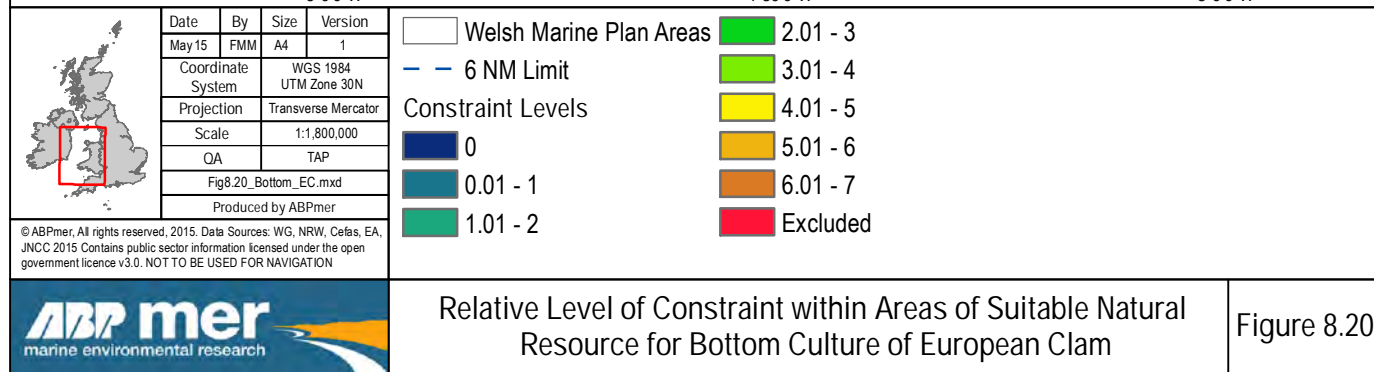 Date By Size Version
May 15 FMM A4 1
Coordinate System WGS 1984 UTM Zone 30N
Projection Transverse Mercator
Scale 1:1,800,000
QA TAP
Fig8.20_Bottom_EC.mxd
Produced by ABPmer
© ABPmer, All rights reserved, 2015. Data Sources: WG, NRW, Cefas, EA,
JNCC 2015 Contains public sector information licensed under the open
government licence v3.0. NOT TO BE USED FOR NAVIGATION
Welsh Marine Plan Areas
6 NM Limit
Constraint Levels
0
0.01 - 1
1.01 - 2
2.01 - 3
3.01 - 4
4.01 - 5
5.01 - 6
6.01 - 7
Excluded
ABP mer
marine environmental research
Relative Level of Constraint within Areas of Suitable Natural
Resource for Bottom Culture of European Clam
Figure 8.20